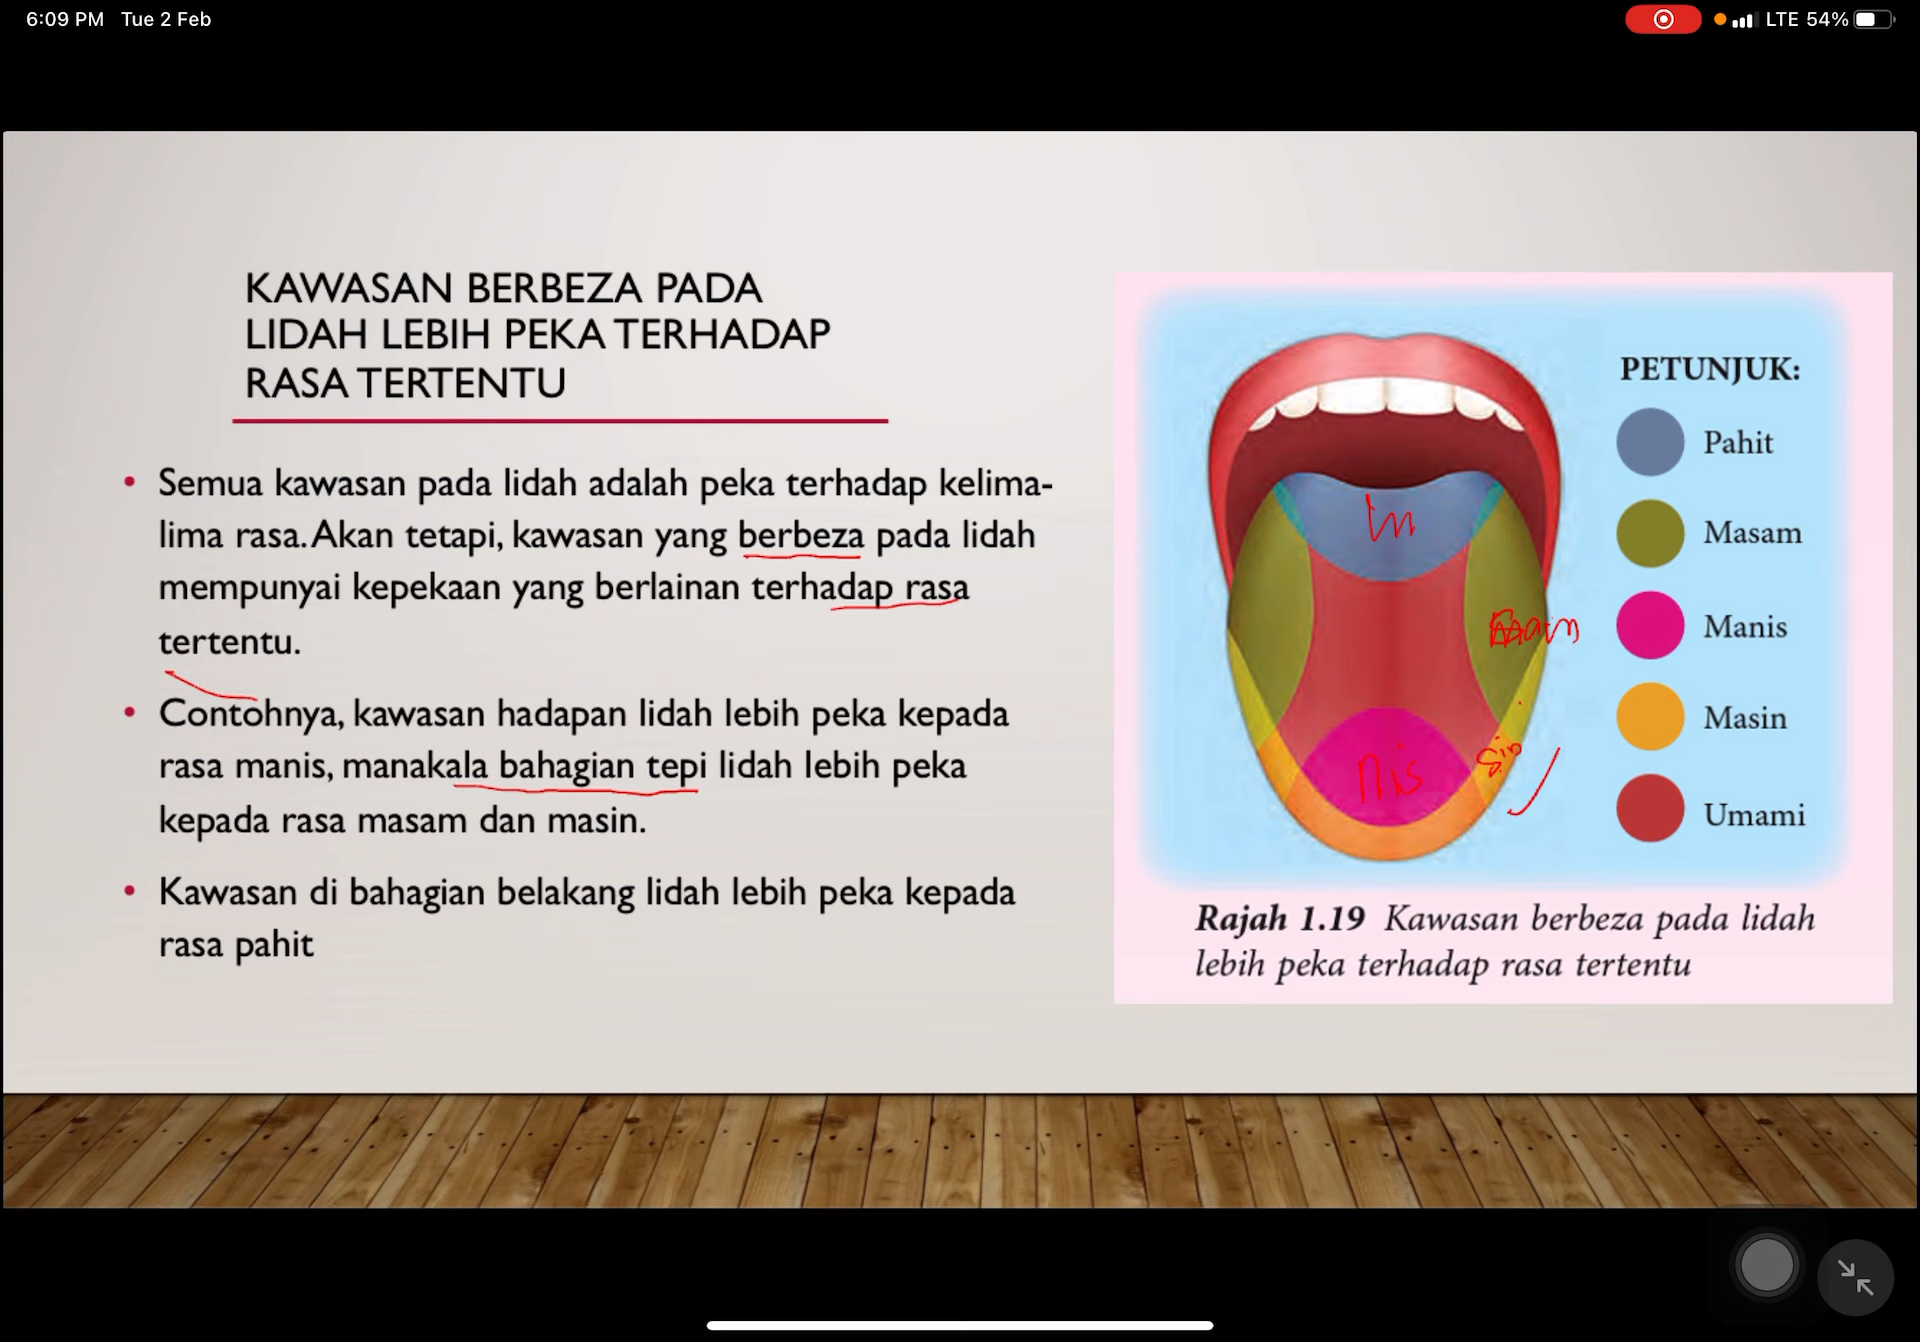 6:09 PM Tue 2 Feb
LTE 54%
KAWASAN BERBEZA PADA
LIDAH LEBIH PEKA TERHADAP
RASA TERTENTU
• Semua kawasan pada lidah adalah peka terhadap kelima-
lima rasa. Akan tetapi, kawasan yang berbeza pada lidah
mempunyai kepekaan yang berlainan terhadap rasa
tertentu.
• Contohnya, kawasan hadapan lidah lebih peka kepada
rasa manis, manakala bahagian tepi lidah lebih peka
kepada rasa masam dan masin.
• Kawasan di bahagian belakang lidah lebih peka kepada
rasa pahit
nis
sin
PETUNJUK:
Pahit
Masam
Manis
Masin
Umami
Rajah 1.19 Kawasan berbeza pada lidah
lebih peka terhadap rasa tertentu